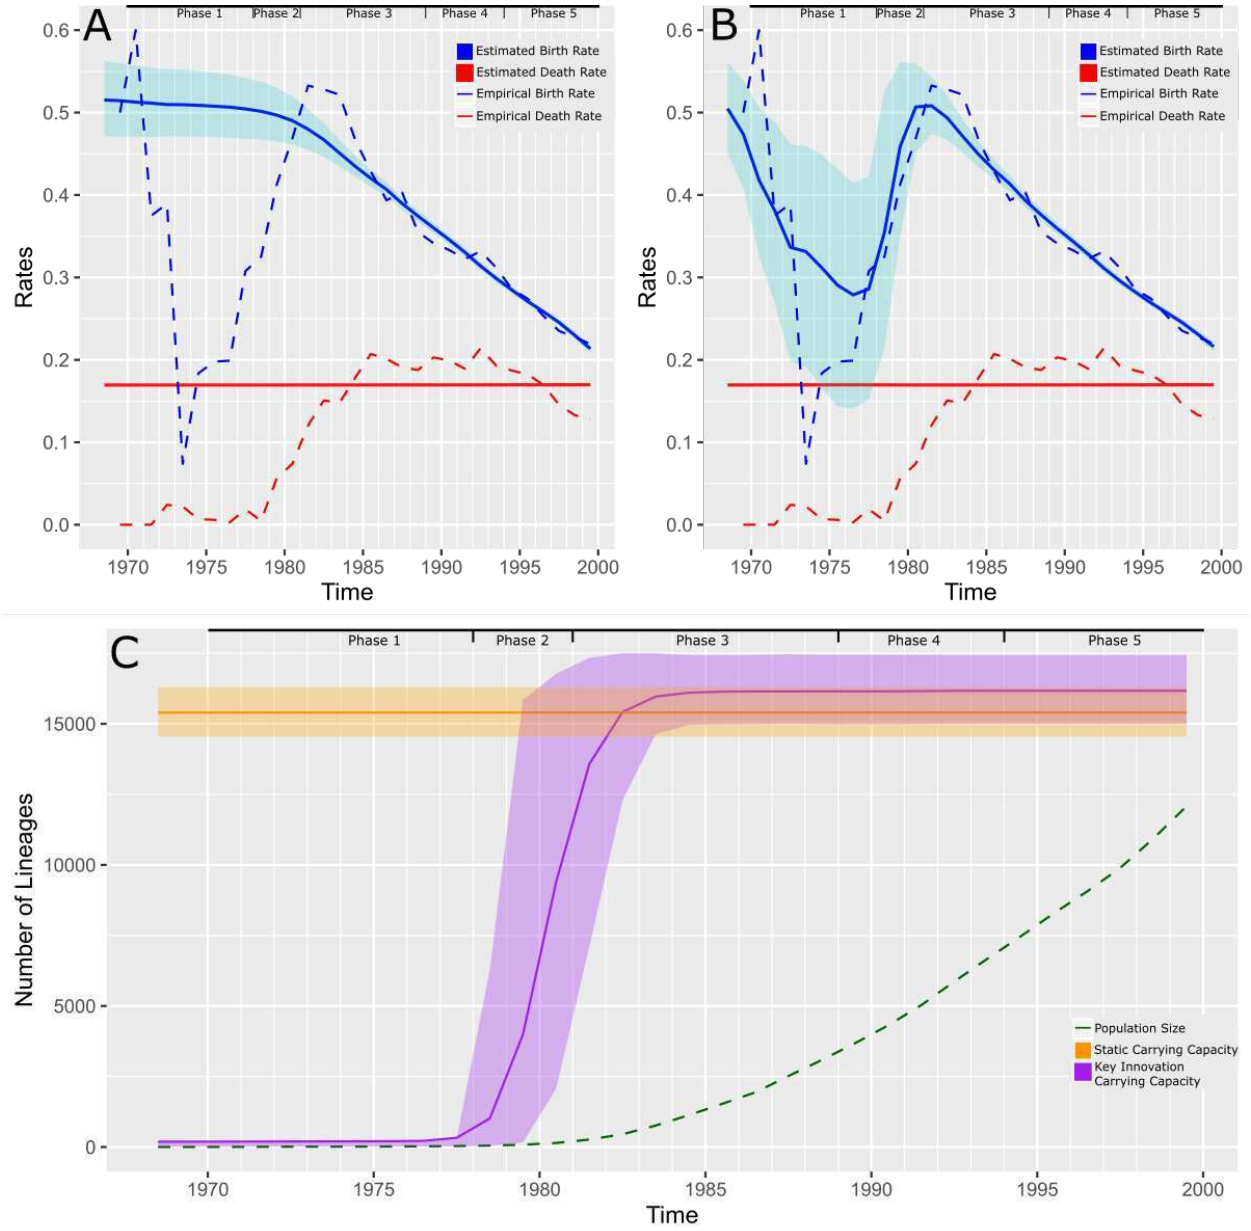 A
Phase 1 Phase 2 Phase 3 Phase 4 Phase 5
Estimated Birth Rate
Estimated Death Rate
Empirical Birth Rate
Empirical Death Rate
0.6
0.5
0.4
0.3
0.2
0.1
0.0
Rates
1970 1975 1980 1985 1990 1995 2000
Time
B
Phase 1 Phase 2 Phase 3 Phase 4 Phase 5
Estimated Birth Rate
Estimated Death Rate
Empirical Birth Rate
Empirical Death Rate
0.6
0.5
0.4
0.3
0.2
0.1
0.0
Rates
1970 1975 1980 1985 1990 1995 2000
Time
C
Phase 1 Phase 2 Phase 3 Phase 4 Phase 5
15000
10000
5000
0
Number of Lineages
Population Size
Static Carrying Capacity
Key Innovation
Carrying Capacity
1970 1975 1980 1985 1990 1995 2000
Time